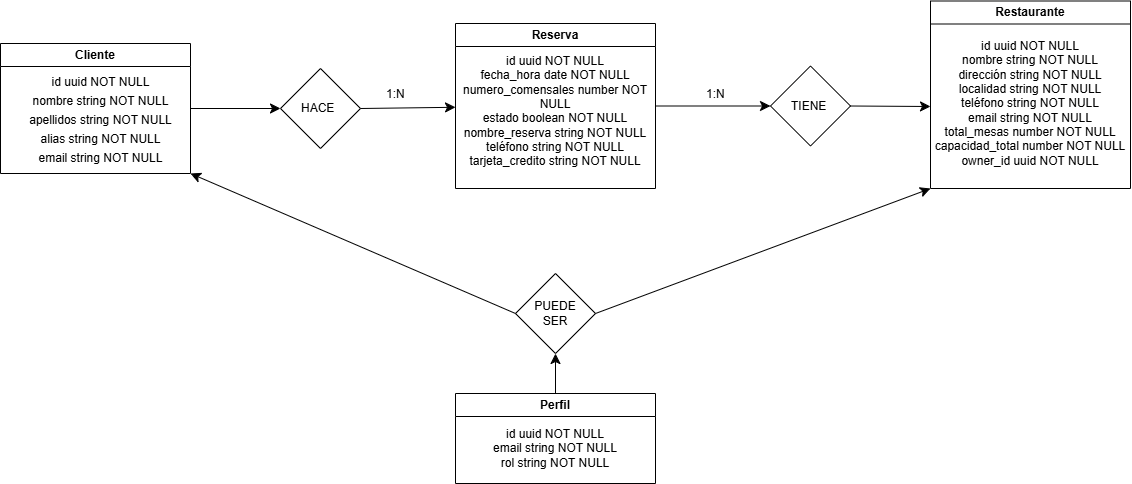 Cliente
id uuid NOT NULL
nombre string NOT NULL
apellidos string NOT NULL
alias string NOT NULL
email string NOT NULL
HACE
1:N
Reserva
id uuid NOT NULL
fecha_hora date NOT NULL
numero_comensales number NOT
NULL
estado boolean NOT NULL
nombre_reserva string NOT NULL
teléfono string NOT NULL
tarjeta_credito string NOT NULL
1:N
TIENE
Restaurante
id uuid NOT NULL
nombre string NOT NULL
dirección string NOT NULL
localidad string NOT NULL
teléfono string NOT NULL
email string NOT NULL
total_mesas number NOT NULL
capacidad_total number NOT NULL
owner_id uuid NOT NULL
PUEDE
SER
Perfil
id uuid NOT NULL
email string NOT NULL
rol string NOT NULL